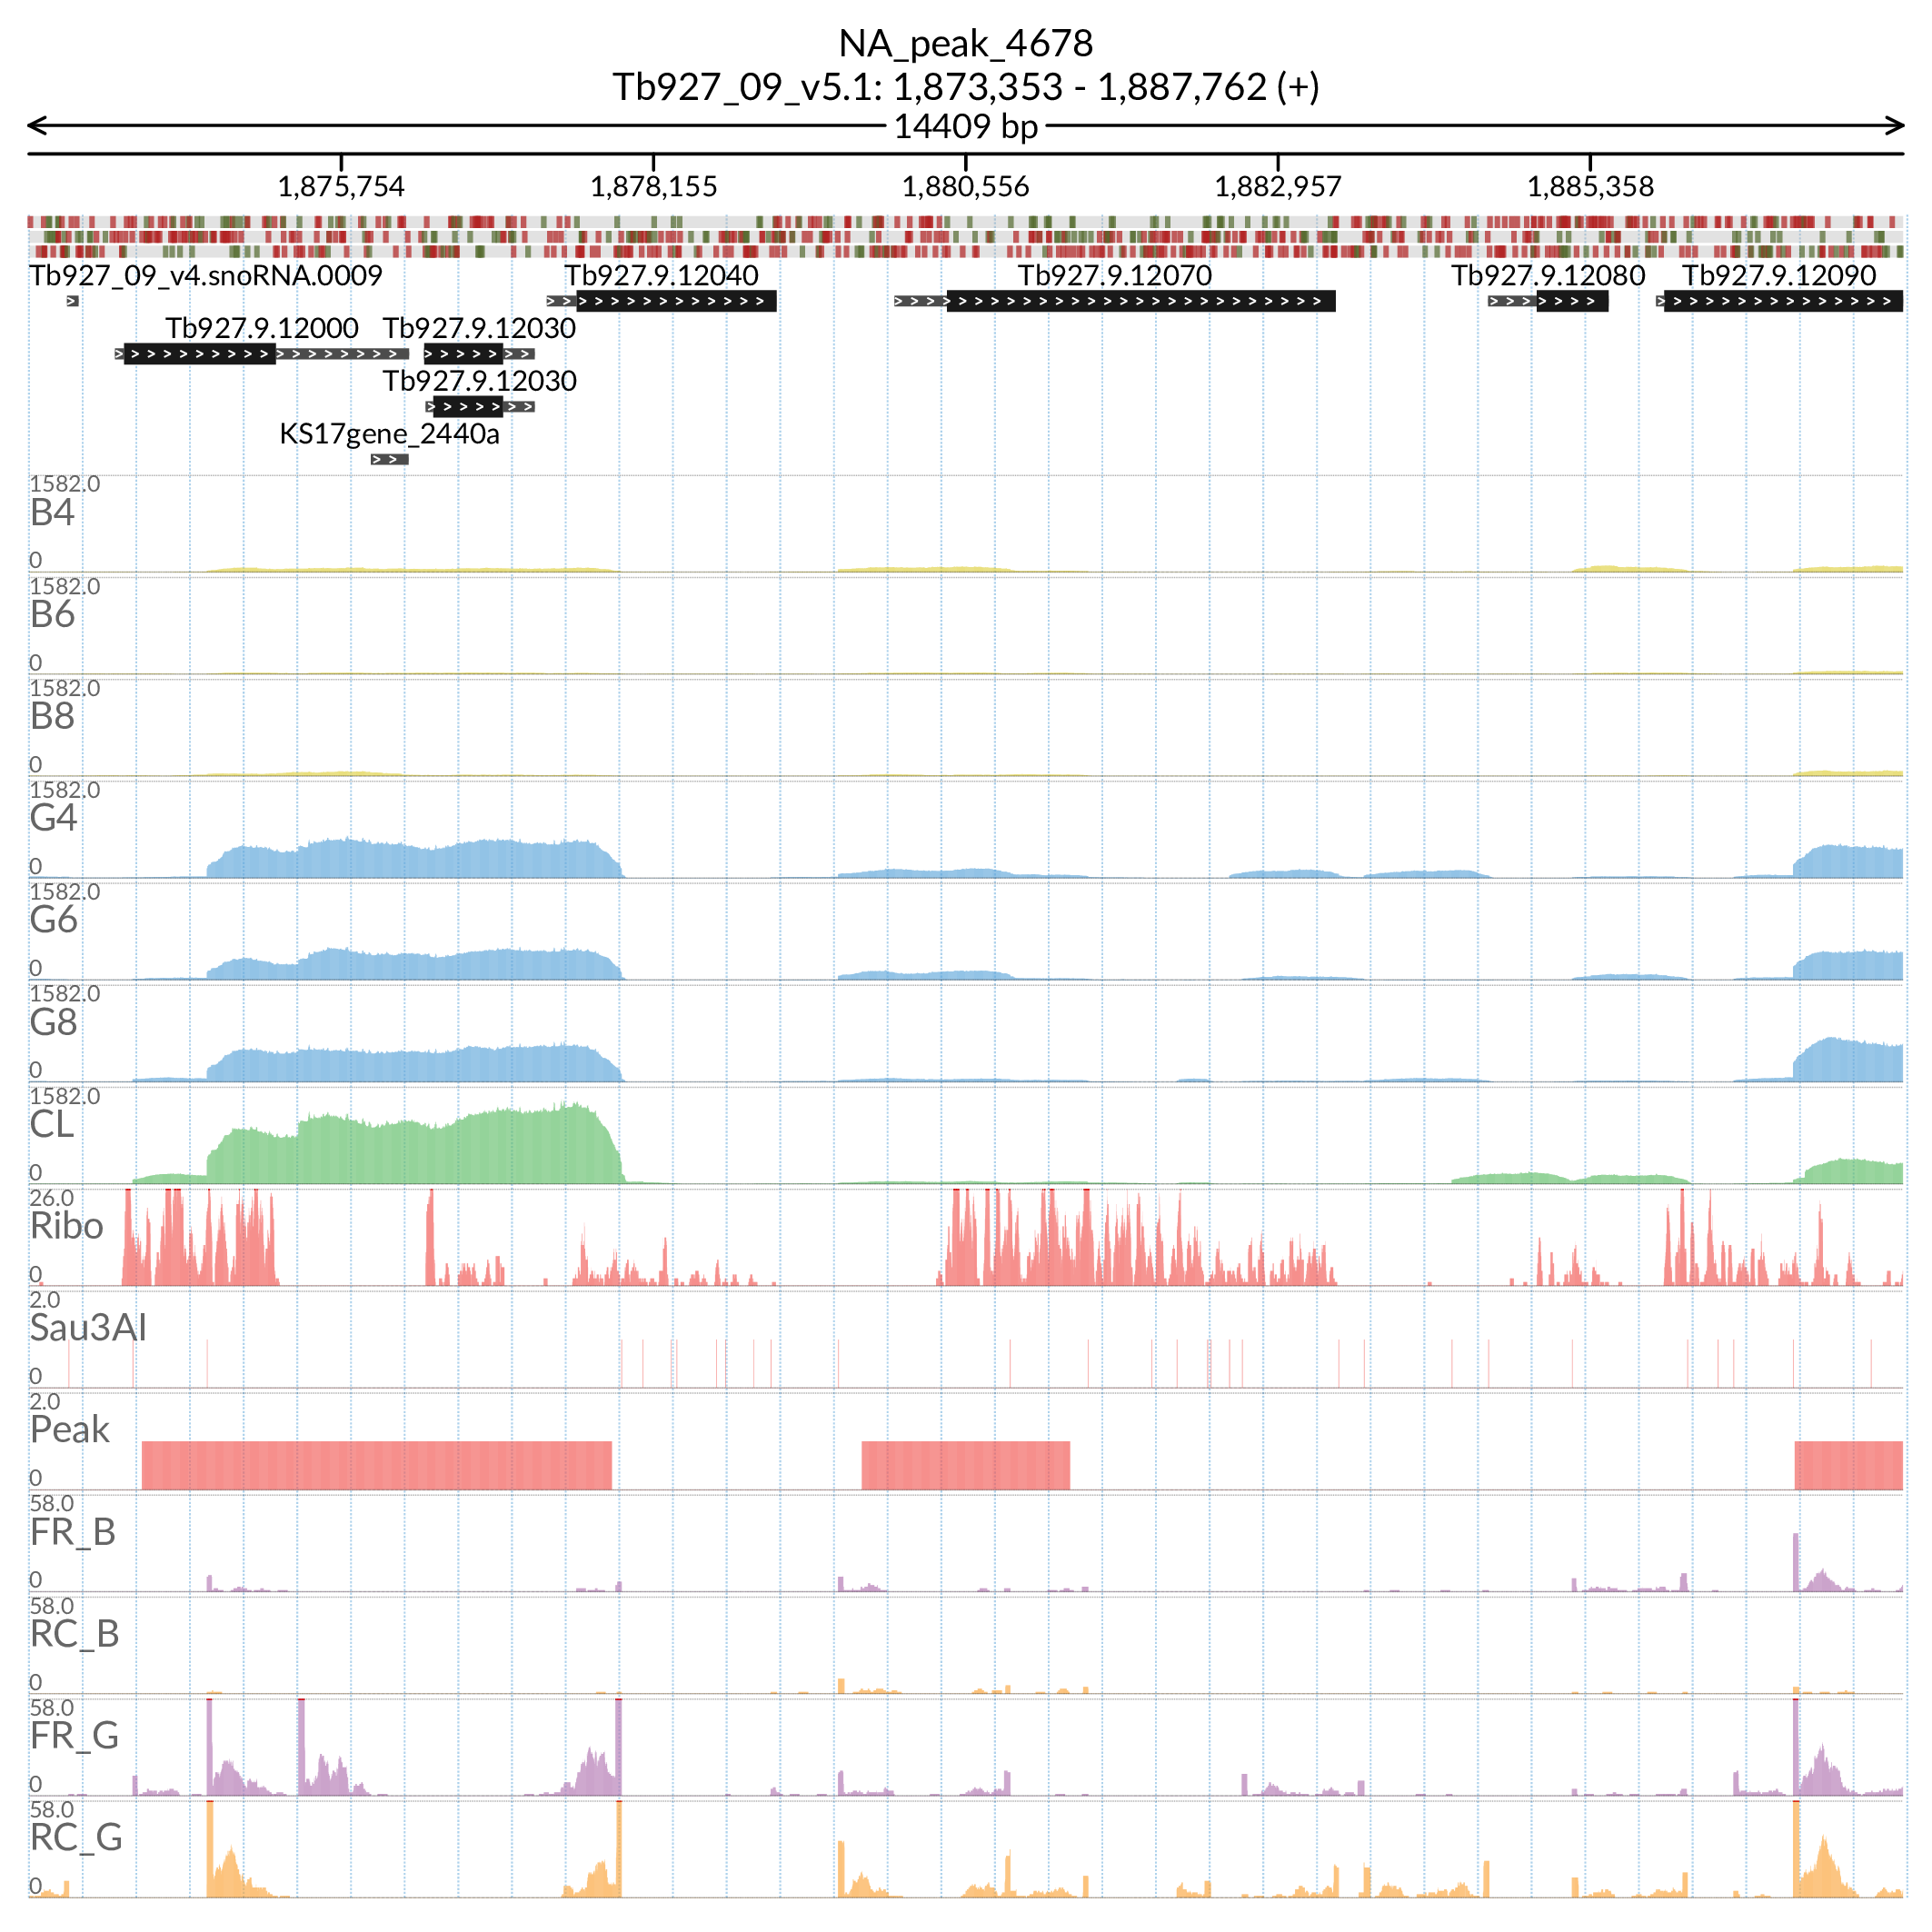 NA_peak_4678
Tb927_09_v5.1: 1,873,353 - 1,887,762 (+)
14409 bp
1,875,754 1,878,155 1,880,556 1,882,957 1,885,358
Tb927_09_v4.snoRNA.0009 Tb927.9.12040 Tb927.9.12070 Tb927.9.12080 Tb927.9.12090
Tb927.9.12000 Tb927.9.12030
Tb927.9.12030
KS17gene_2440a
1582.0
B4
0
1582.0
B6
0
1582.0
B8
0
1582.0
G4
0
1582.0
G6
0
1582.0
G8
0
1582.0
CL
0
26.0
Ribo
0
2.0
Sau3AI
0
2.0
Peak
0
58.0
FR_B
0
58.0
RC_B
0
58.0
FR_G
0
58.0
RC_G
0